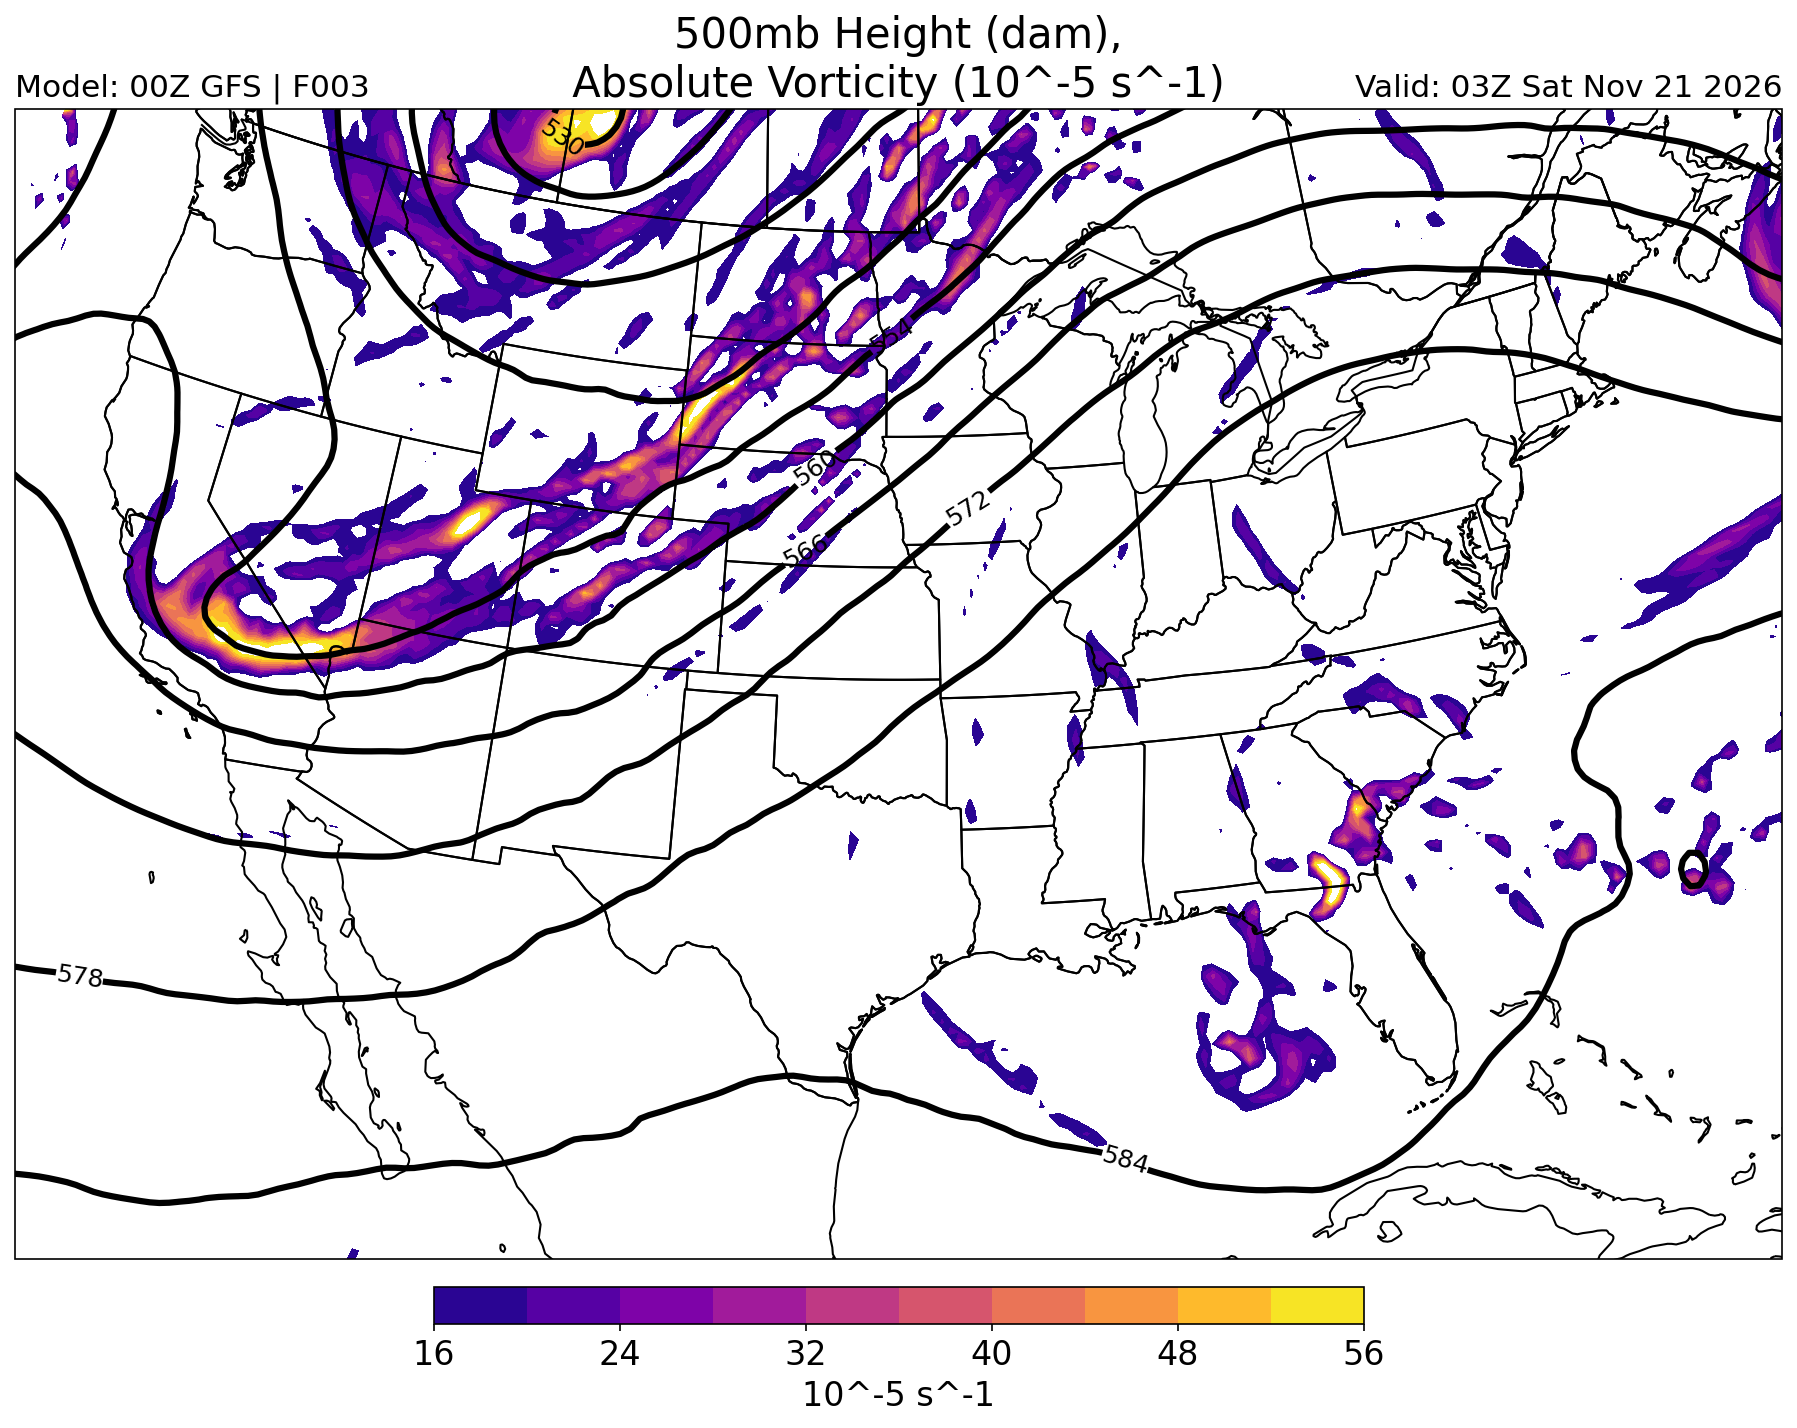 500mb Height (dam),
Model: 00Z GFS | F003
Absolute Vorticity (10^-5 s^-1)
Valid: 03Z Sat Nov 21 2026
530
554
560
566
572
578
584
16 24 32 40 48 56
10^-5 s^-1